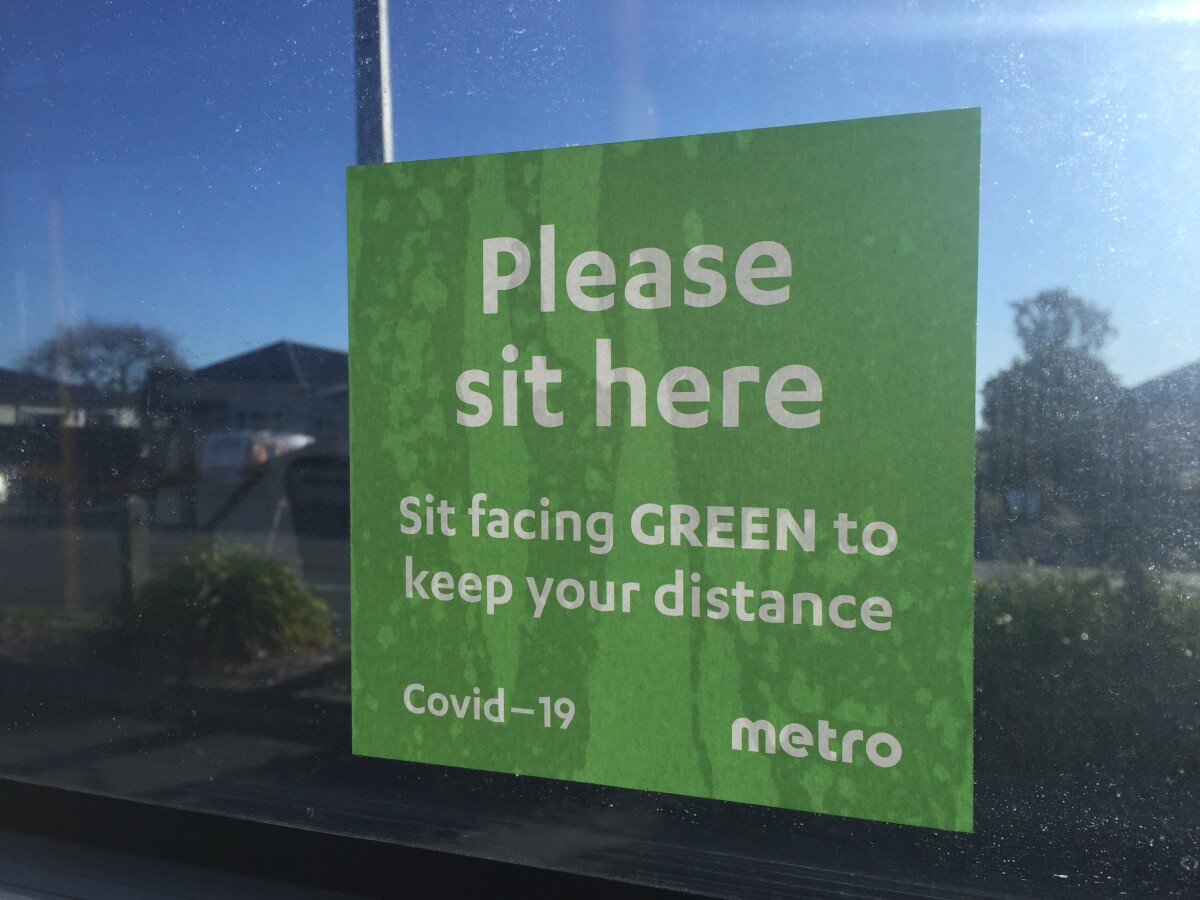 Please
sit here
Sit facing GREEN to
keep your distance
Covid–19
metro